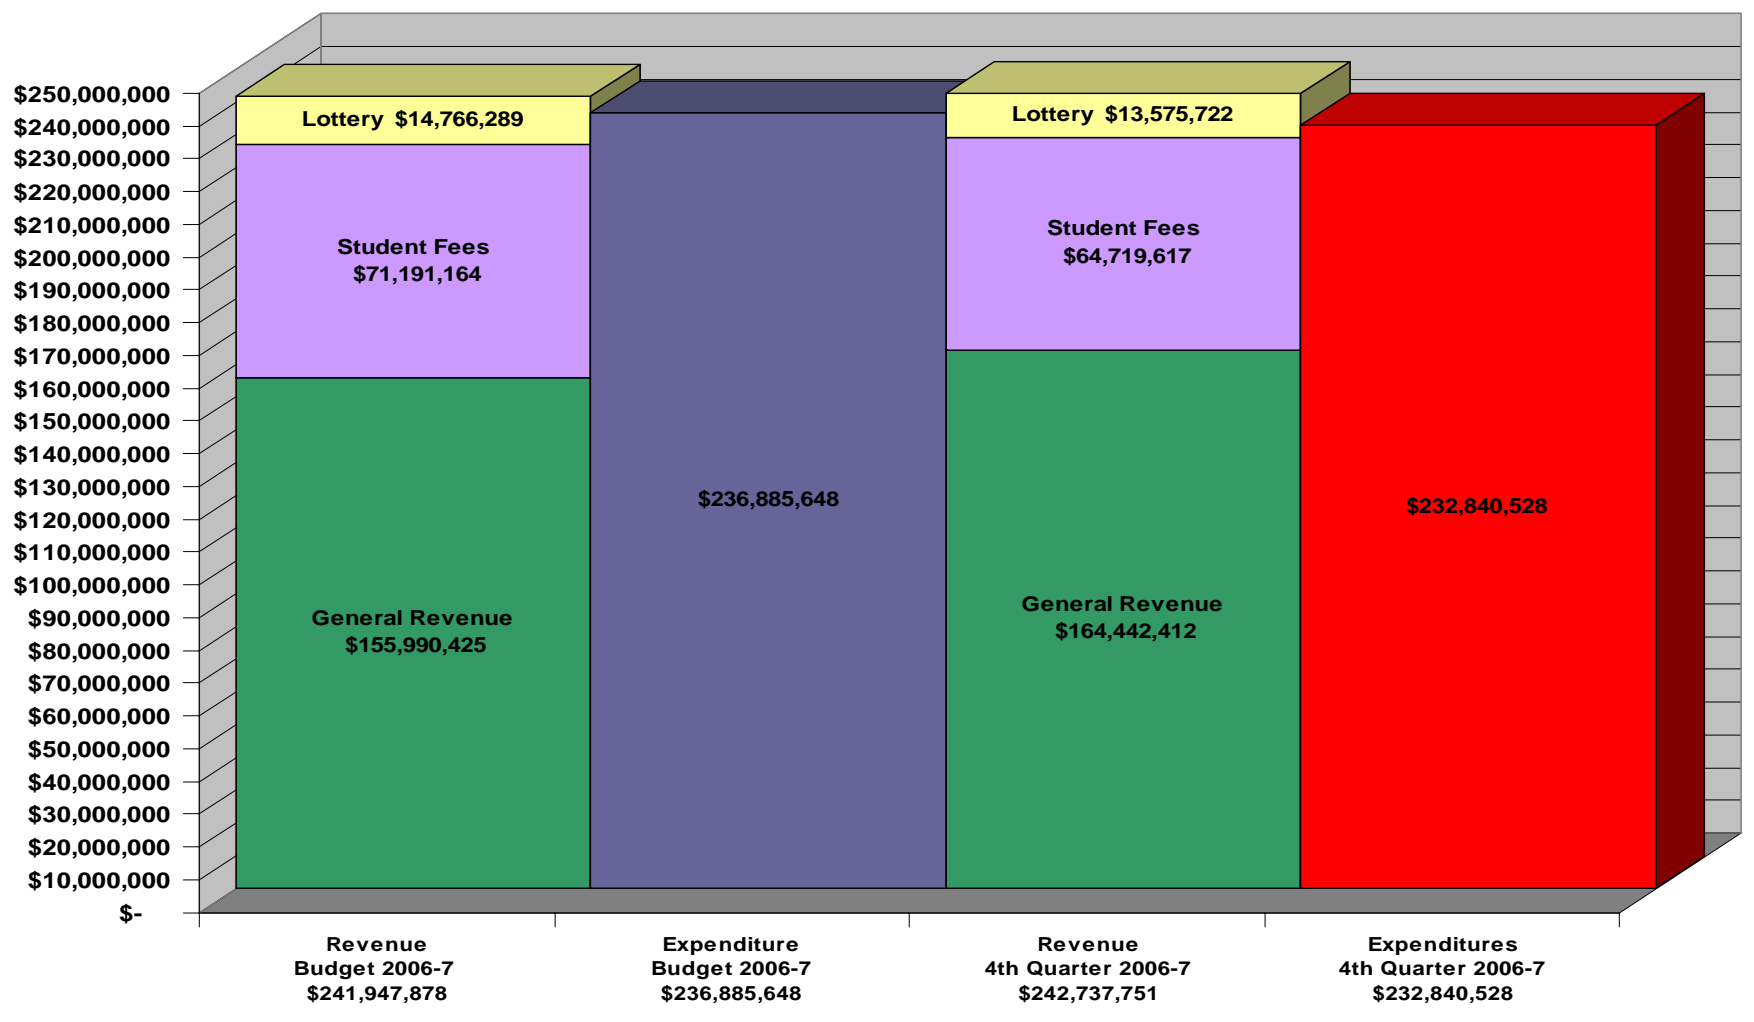 $250,000,000
$240,000,000
$230,000,000
$220,000,000
$210,000,000
$200,000,000
$190,000,000
$180,000,000
$170,000,000
$160,000,000
$150,000,000
$140,000,000
$130,000,000
$120,000,000
$110,000,000
$100,000,000
$90,000,000
$80,000,000
$70,000,000
$60,000,000
$50,000,000
$40,000,000
$30,000,000
$20,000,000
$10,000,000
$-
Lottery $14,766,289
Student Fees
$71,191,164
General Revenue
$155,990,425
$236,885,648
Lottery $13,575,722
Student Fees
$64,719,617
General Revenue
$164,442,412
$232,840,528
Revenue
Budget 2006-7
$241,947,878
Expenditure
Budget 2006-7
$236,885,648
Revenue
4th Quarter 2006-7
$242,737,751
Expenditures
4th Quarter 2006-7
$232,840,528